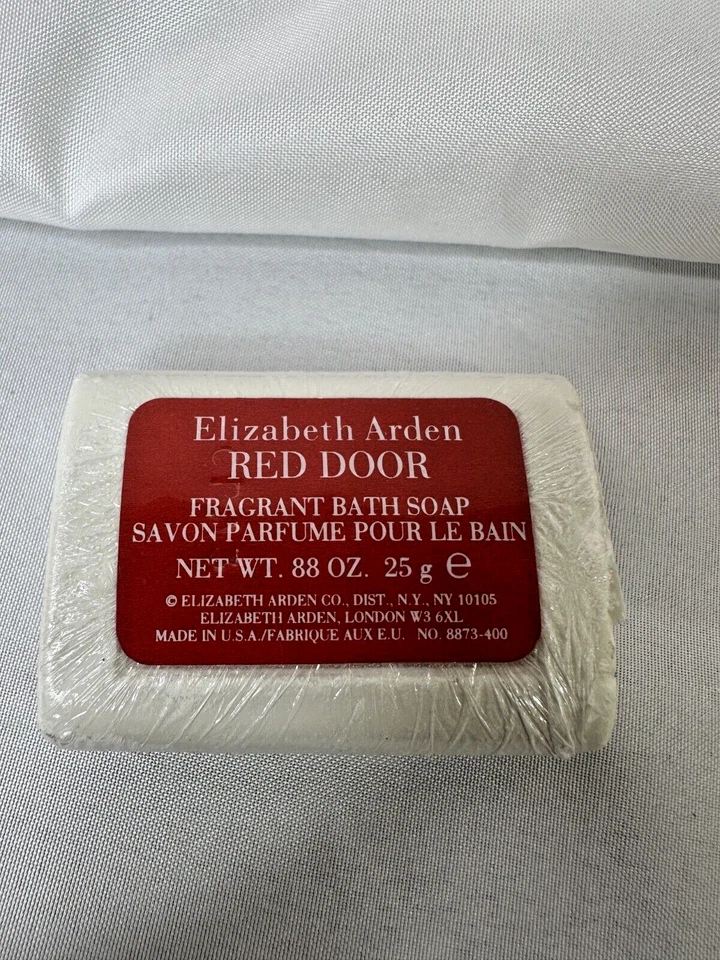 Elizabeth Arden
RED DOOR
FRAGRANT BATH SOAP
SAVON PARFUME POUR LE BAIN
NET WT. 88 OZ. 25 g ℮
© ELIZABETH ARDEN CO., DIST., N.Y., NY 10105
ELIZABETH ARDEN, LONDON W3 6XL
MADE IN U.S.A./FABRIQUE AUX E.U. NO. 8873-400